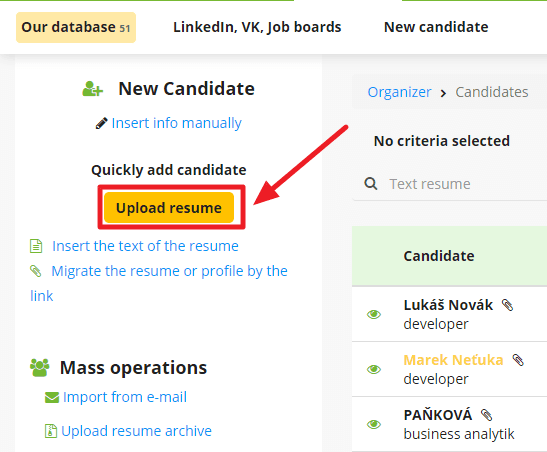 Our database 51
LinkedIn, VK, Job boards
New candidate
New Candidate
Insert info manually
Quickly add candidate
Upload resume
Insert the text of the resume
Migrate the resume or profile by the
link
Mass operations
Import from e-mail
Upload resume archive
Organizer > Candidates
No criteria selected
Text resume
Candidate
Lukáš Novák
developer
Marek Neťuka
developer
PAŇKOVÁ
business analytik